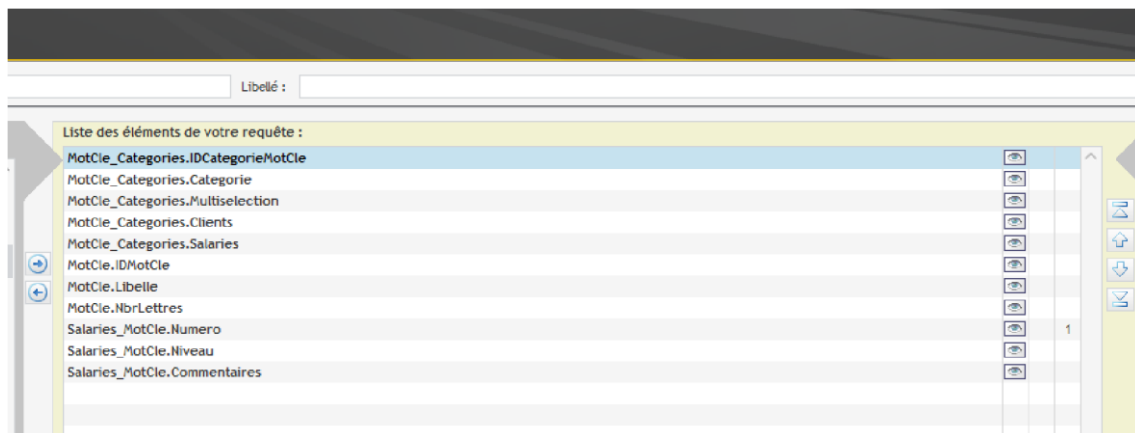 Libellé :
Liste des éléments de votre requête :
MotCle_Categories.IDCategorieMotCle
MotCle_Categories.Categorie
MotCle_Categories.Multiselection
MotCle_Categories.Clients
MotCle_Categories.Salaries
MotCle.IDMotCle
MotCle.Libelle
MotCle.NbrLettres
Salaries_MotCle.Numero 1
Salaries_MotCle.Niveau
Salaries_MotCle.Commentaires